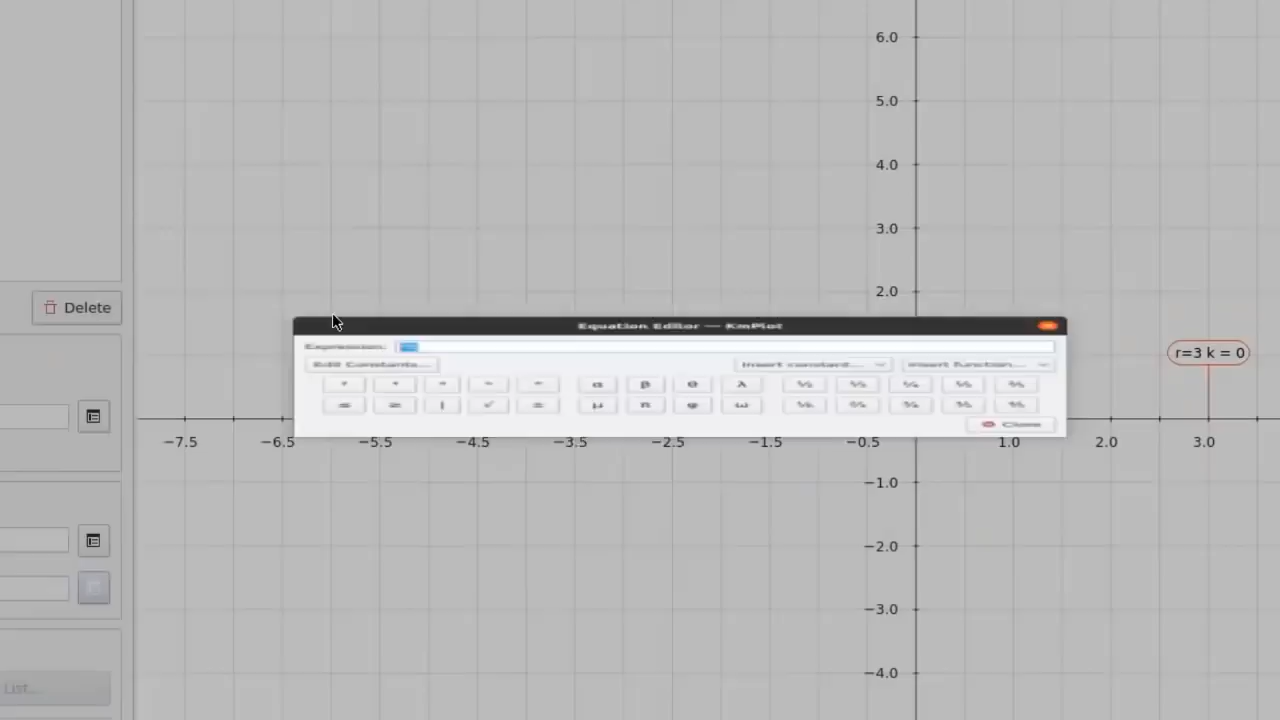 6.0
5.0
4.0
3.0
2.0
Delete
Equation Editor — KmPlot
Expression:
Edit Constants...
Insert constant...
Insert function...
α β θ λ
≤ ≥ | √ ±
μ π φ ω
Close
r=3 k = 0
−7.5 −6.5 −5.5 −4.5 −3.5 −2.5 −1.5 −0.5 1.0 2.0 3.0
−1.0
−2.0
−3.0
−4.0
List...